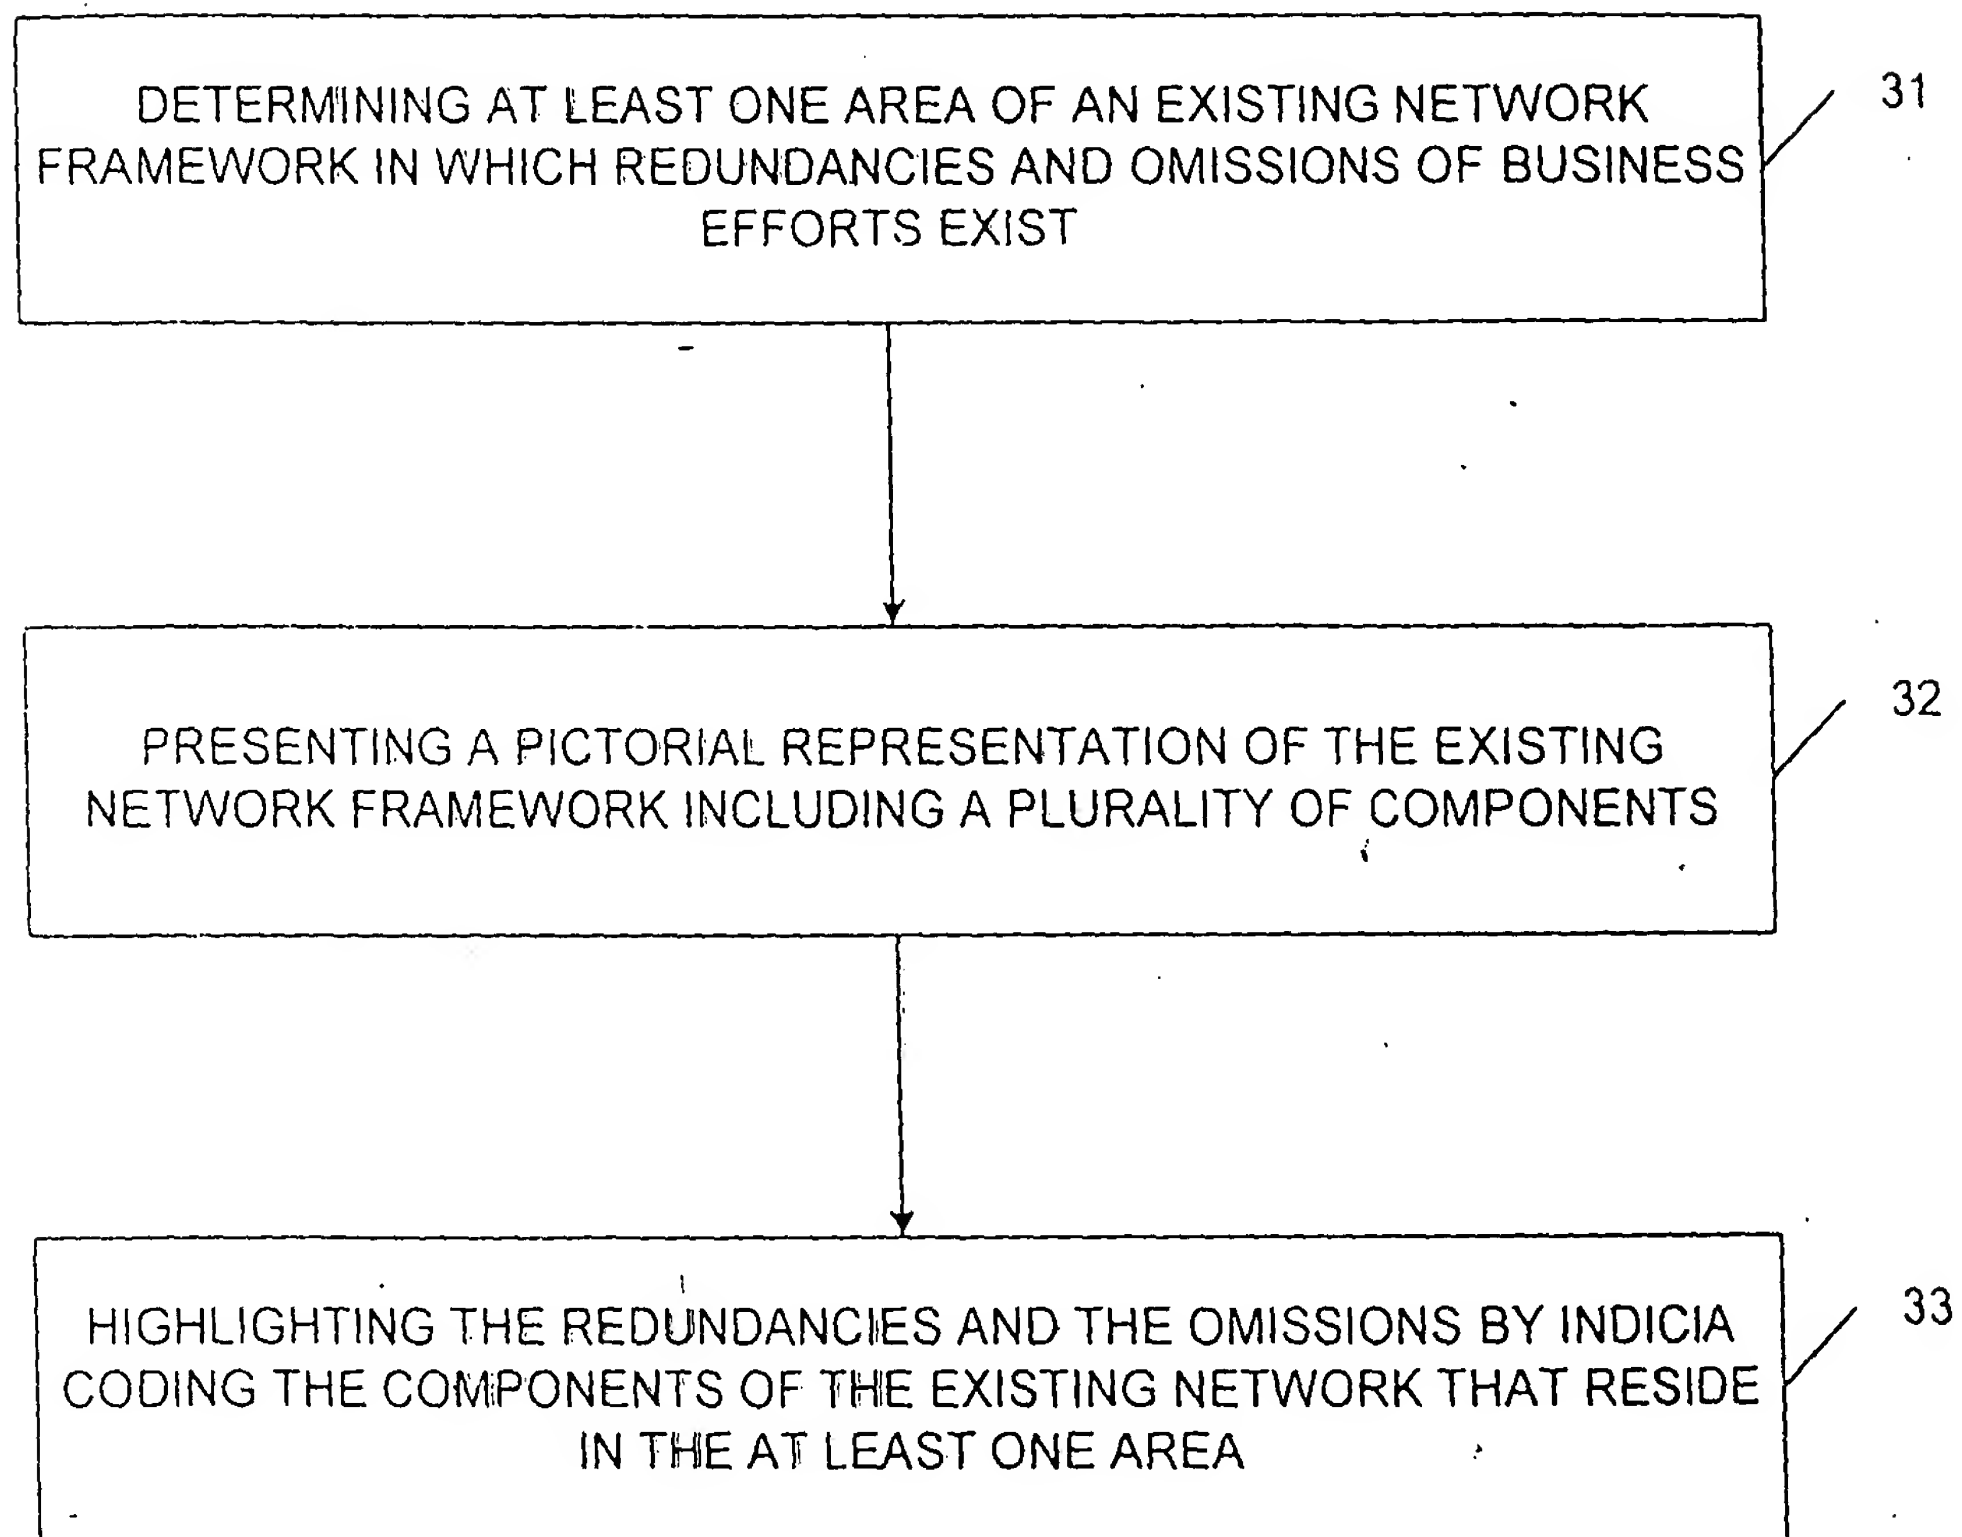 DETERMINING AT LEAST ONE AREA OF AN EXISTING NETWORK
FRAMEWORK IN WHICH REDUNDANCIES AND OMISSIONS OF BUSINESS
EFFORTS EXIST
31
PRESENTING A PICTORIAL REPRESENTATION OF THE EXISTING
NETWORK FRAMEWORK INCLUDING A PLURALITY OF COMPONENTS
32
HIGHLIGHTING THE REDUNDANCIES AND THE OMISSIONS BY INDICIA
CODING THE COMPONENTS OF THE EXISTING NETWORK THAT RESIDE
IN THE AT LEAST ONE AREA
33